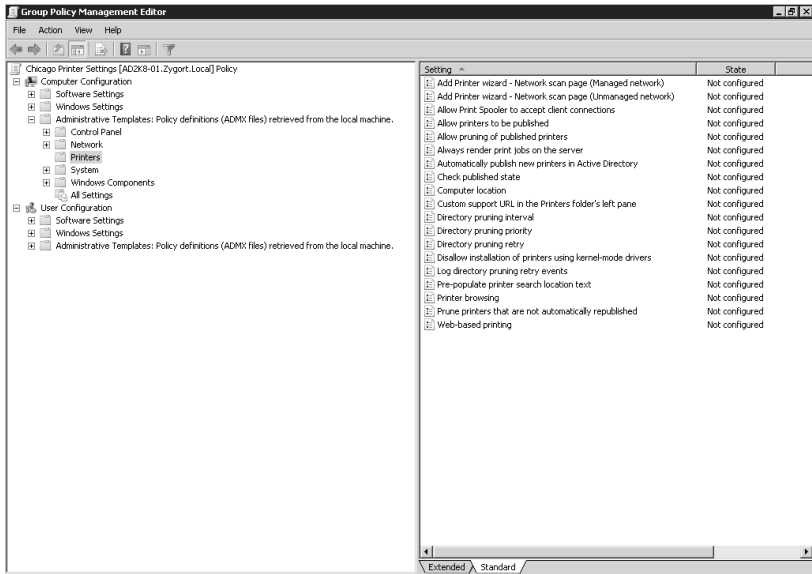 Group Policy Management Editor
File Action View Help
Chicago Printer Settings [AD2K8-01.Zygort.Local] Policy
Computer Configuration
Software Settings
Windows Settings
Administrative Templates: Policy definitions (ADMX files) retrieved from the local machine.
Control Panel
Network
Printers
System
Windows Components
All Settings
User Configuration
Software Settings
Windows Settings
Administrative Templates: Policy definitions (ADMX files) retrieved from the local machine.
Setting State
Add Printer wizard - Network scan page (Managed network) Not configured
Add Printer wizard - Network scan page (Unmanaged network) Not configured
Allow Print Spooler to accept client connections Not configured
Allow printers to be published Not configured
Allow pruning of published printers Not configured
Always render print jobs on the server Not configured
Automatically publish new printers in Active Directory Not configured
Check published state Not configured
Computer location Not configured
Custom support URL in the Printers folder's left pane Not configured
Directory pruning interval Not configured
Directory pruning priority Not configured
Directory pruning retry Not configured
Disallow installation of printers using kernel-mode drivers Not configured
Log directory pruning retry events Not configured
Pre-populate printer search location text Not configured
Printer browsing Not configured
Prune printers that are not automatically republished Not configured
Web-based printing Not configured
Extended Standard